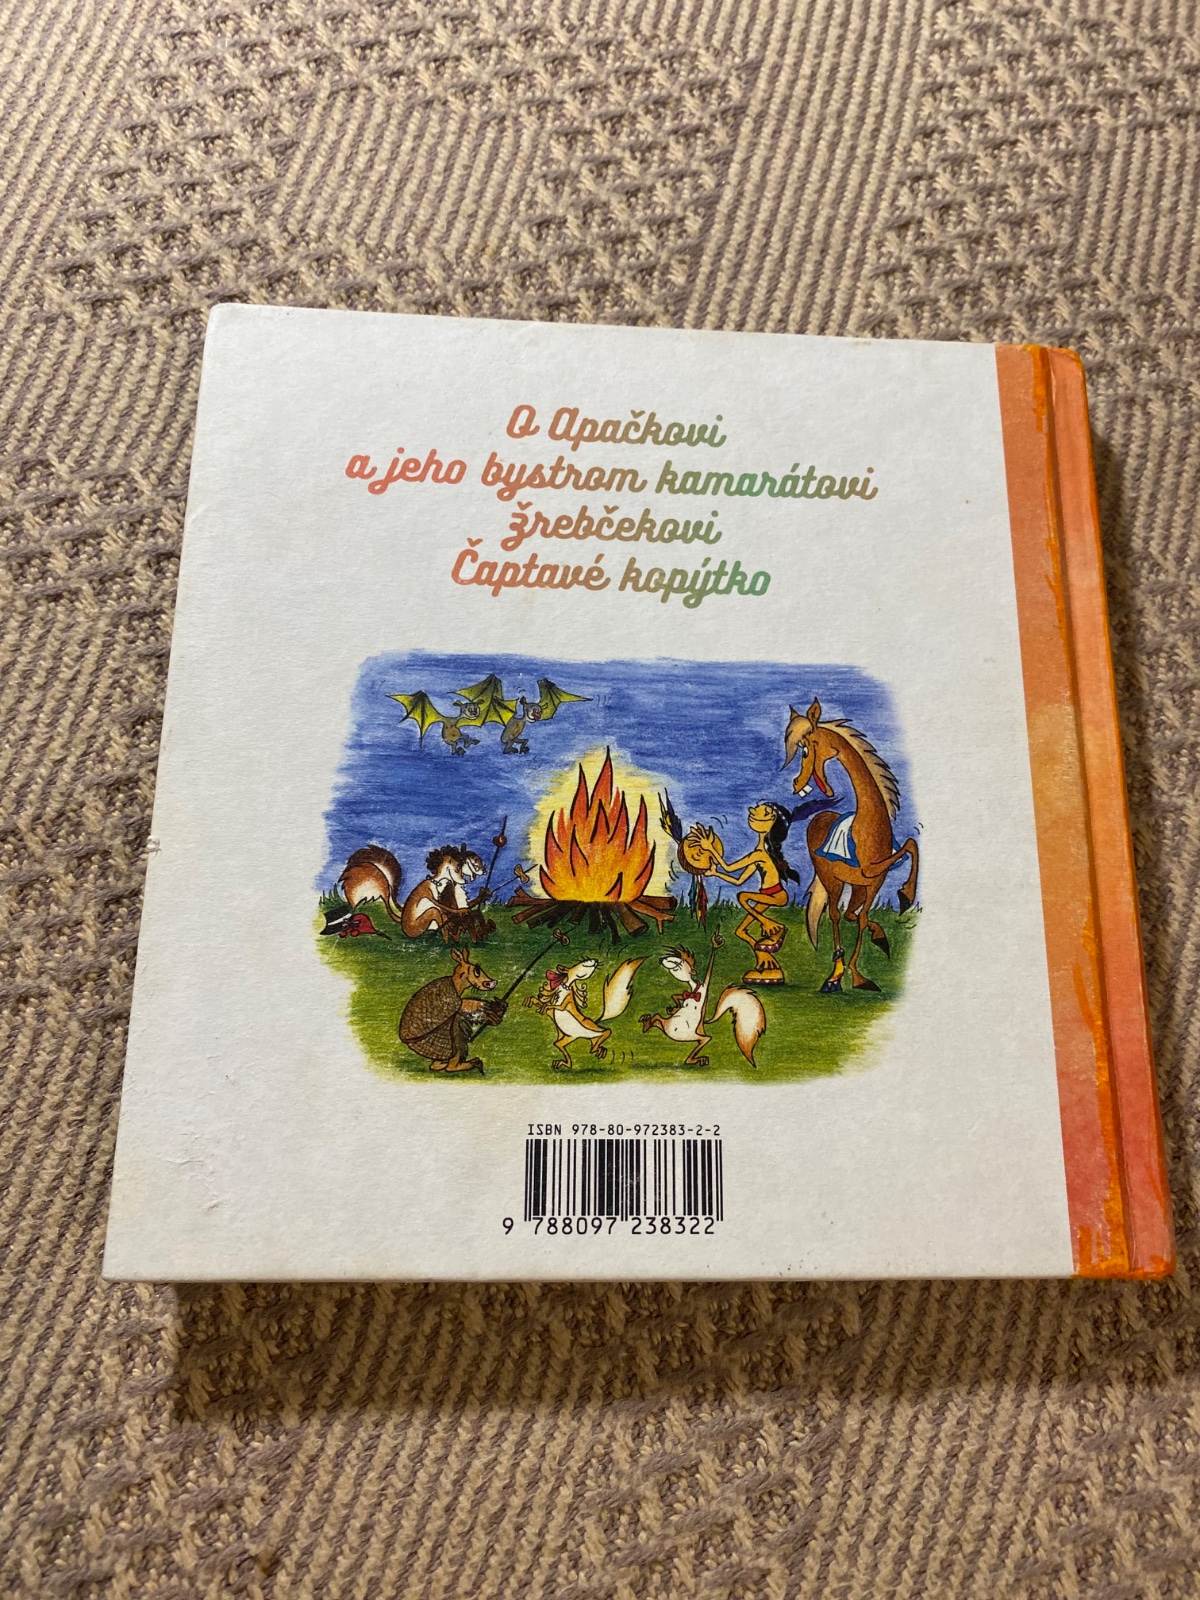 O Apačkovi
a jeho bystrom kamarátovi
žrebčekovi
Čaptavé kopýtko
ISBN 978-80-972383-2-2
9 788097 238322